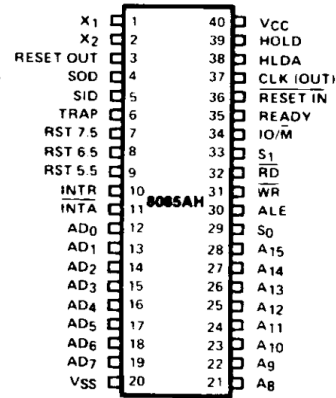 X₁ 1 40 VCC
X₂ 2 39 HOLD
RESET OUT 3 38 HLDA
SOD 4 37 CLK (OUT)
SID 5 36 RESET IN
TRAP 6 35 READY
RST 7.5 7 34 IO/M̅
RST 6.5 8 33 S₁
RST 5.5 9 32 RD
INTR 10 8085AH 31 WR
INTA 11 30 ALE
AD₀ 12 29 S₀
AD₁ 13 28 A₁₅
AD₂ 14 27 A₁₄
AD₃ 15 26 A₁₃
AD₄ 16 25 A₁₂
AD₅ 17 24 A₁₁
AD₆ 18 23 A₁₀
AD₇ 19 22 A₉
VSS 20 21 A₈